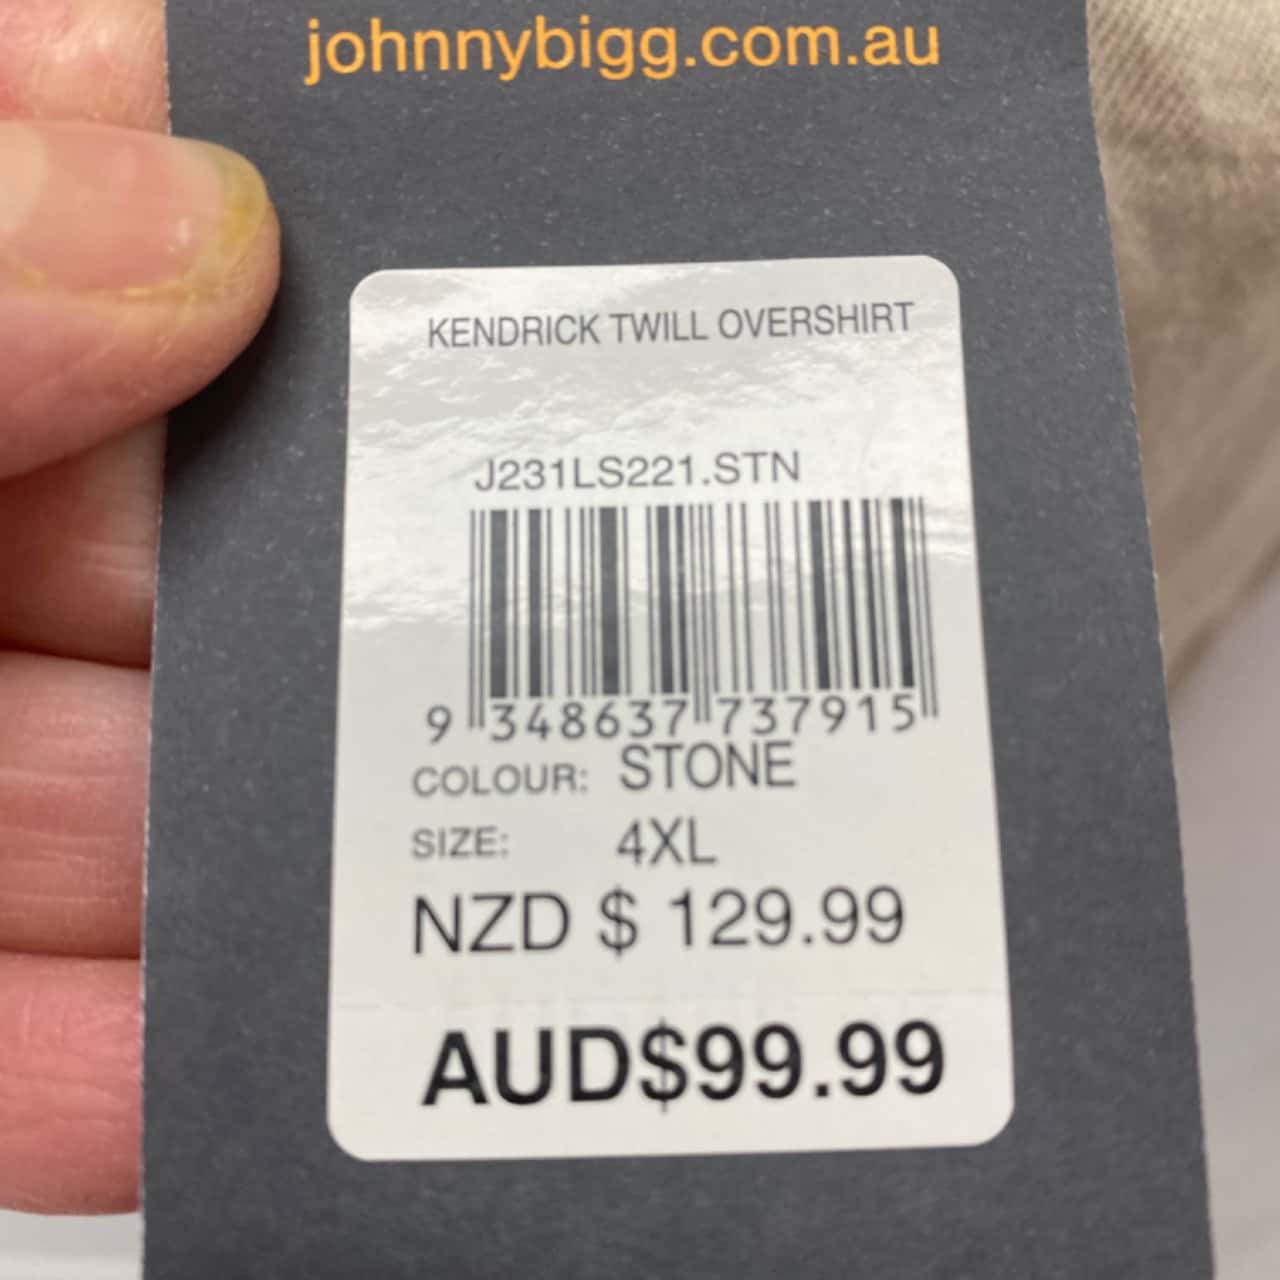 johnnybigg.com.au
KENDRICK TWILL OVERSHIRT
J231LS221.STN
9 348637 737915
COLOUR: STONE
SIZE: 4XL
NZD $ 129.99
AUD$99.99